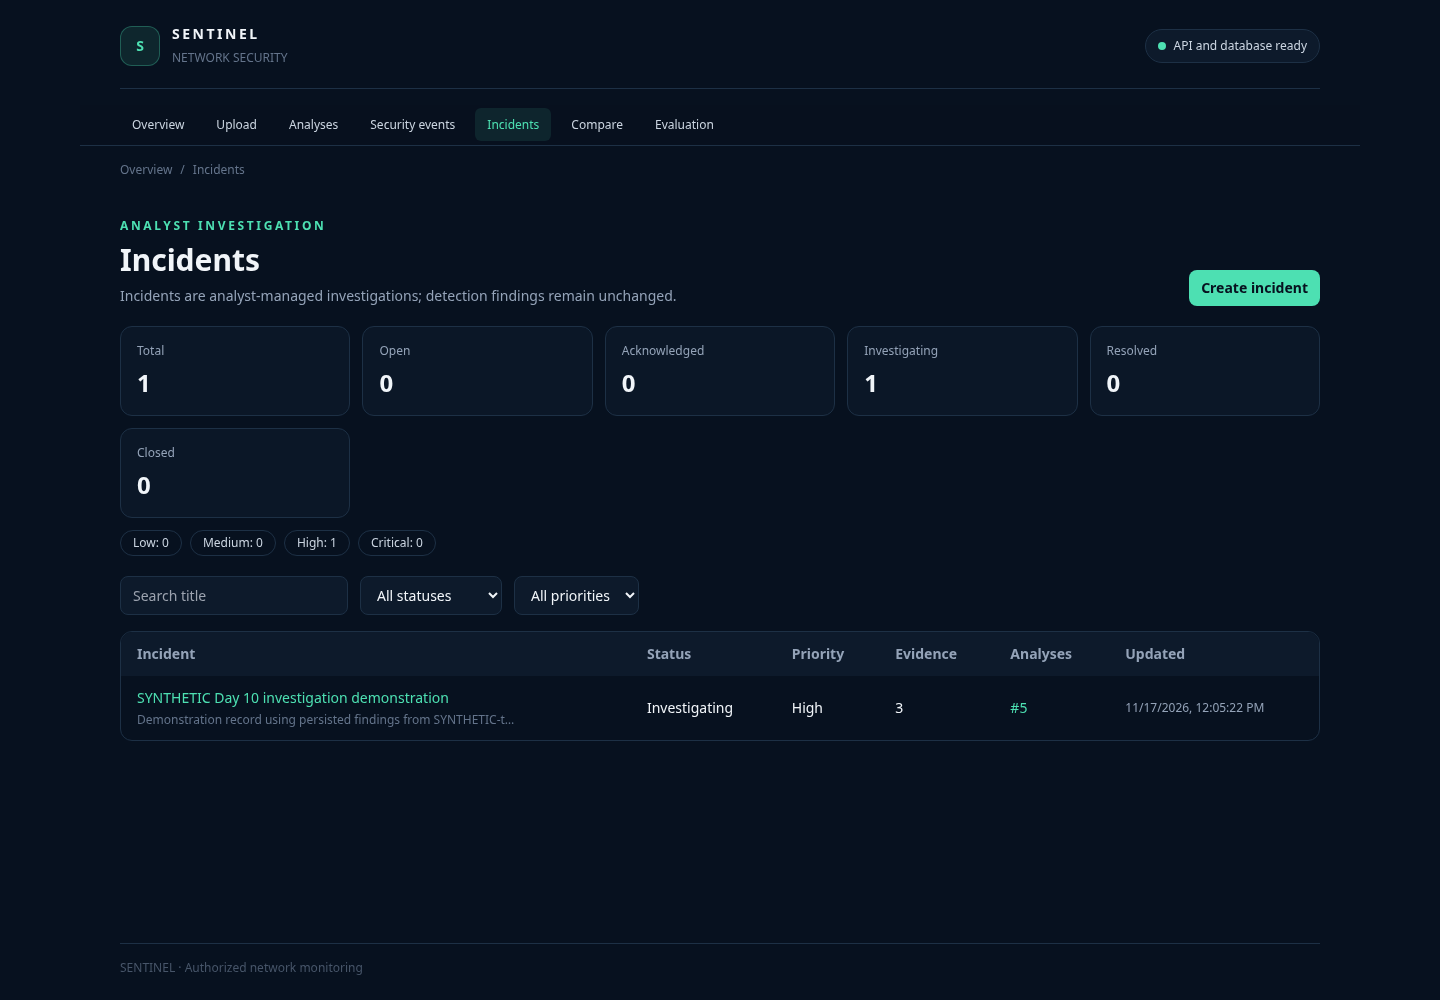 S
SENTINEL
NETWORK SECURITY
API and database ready
Overview Upload Analyses Security events Incidents Compare Evaluation
Overview / Incidents
ANALYST INVESTIGATION
Incidents
Incidents are analyst-managed investigations; detection findings remain unchanged.
Create incident
Total Open Acknowledged Investigating Resolved
1 0 0 1 0
Closed
0
Low: 0 Medium: 0 High: 1 Critical: 0
Search title All statuses All priorities
Incident Status Priority Evidence Analyses Updated
SYNTHETIC Day 10 investigation demonstration
Demonstration record using persisted findings from SYNTHETIC-t...
Investigating High 3 #5 11/17/2026, 12:05:22 PM
SENTINEL · Authorized network monitoring